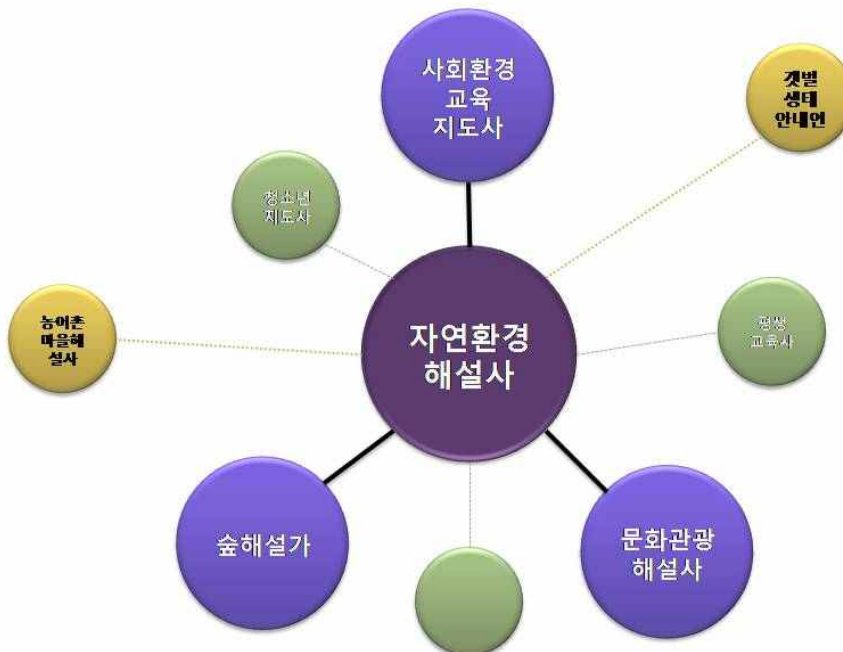 사회환경
교육
지도사
갯벌
생태
안내인
청소년
지도사
농어촌
마을해
설사
자연환경
해설사
평생
교육사
숲해설가
문화관광
해설사